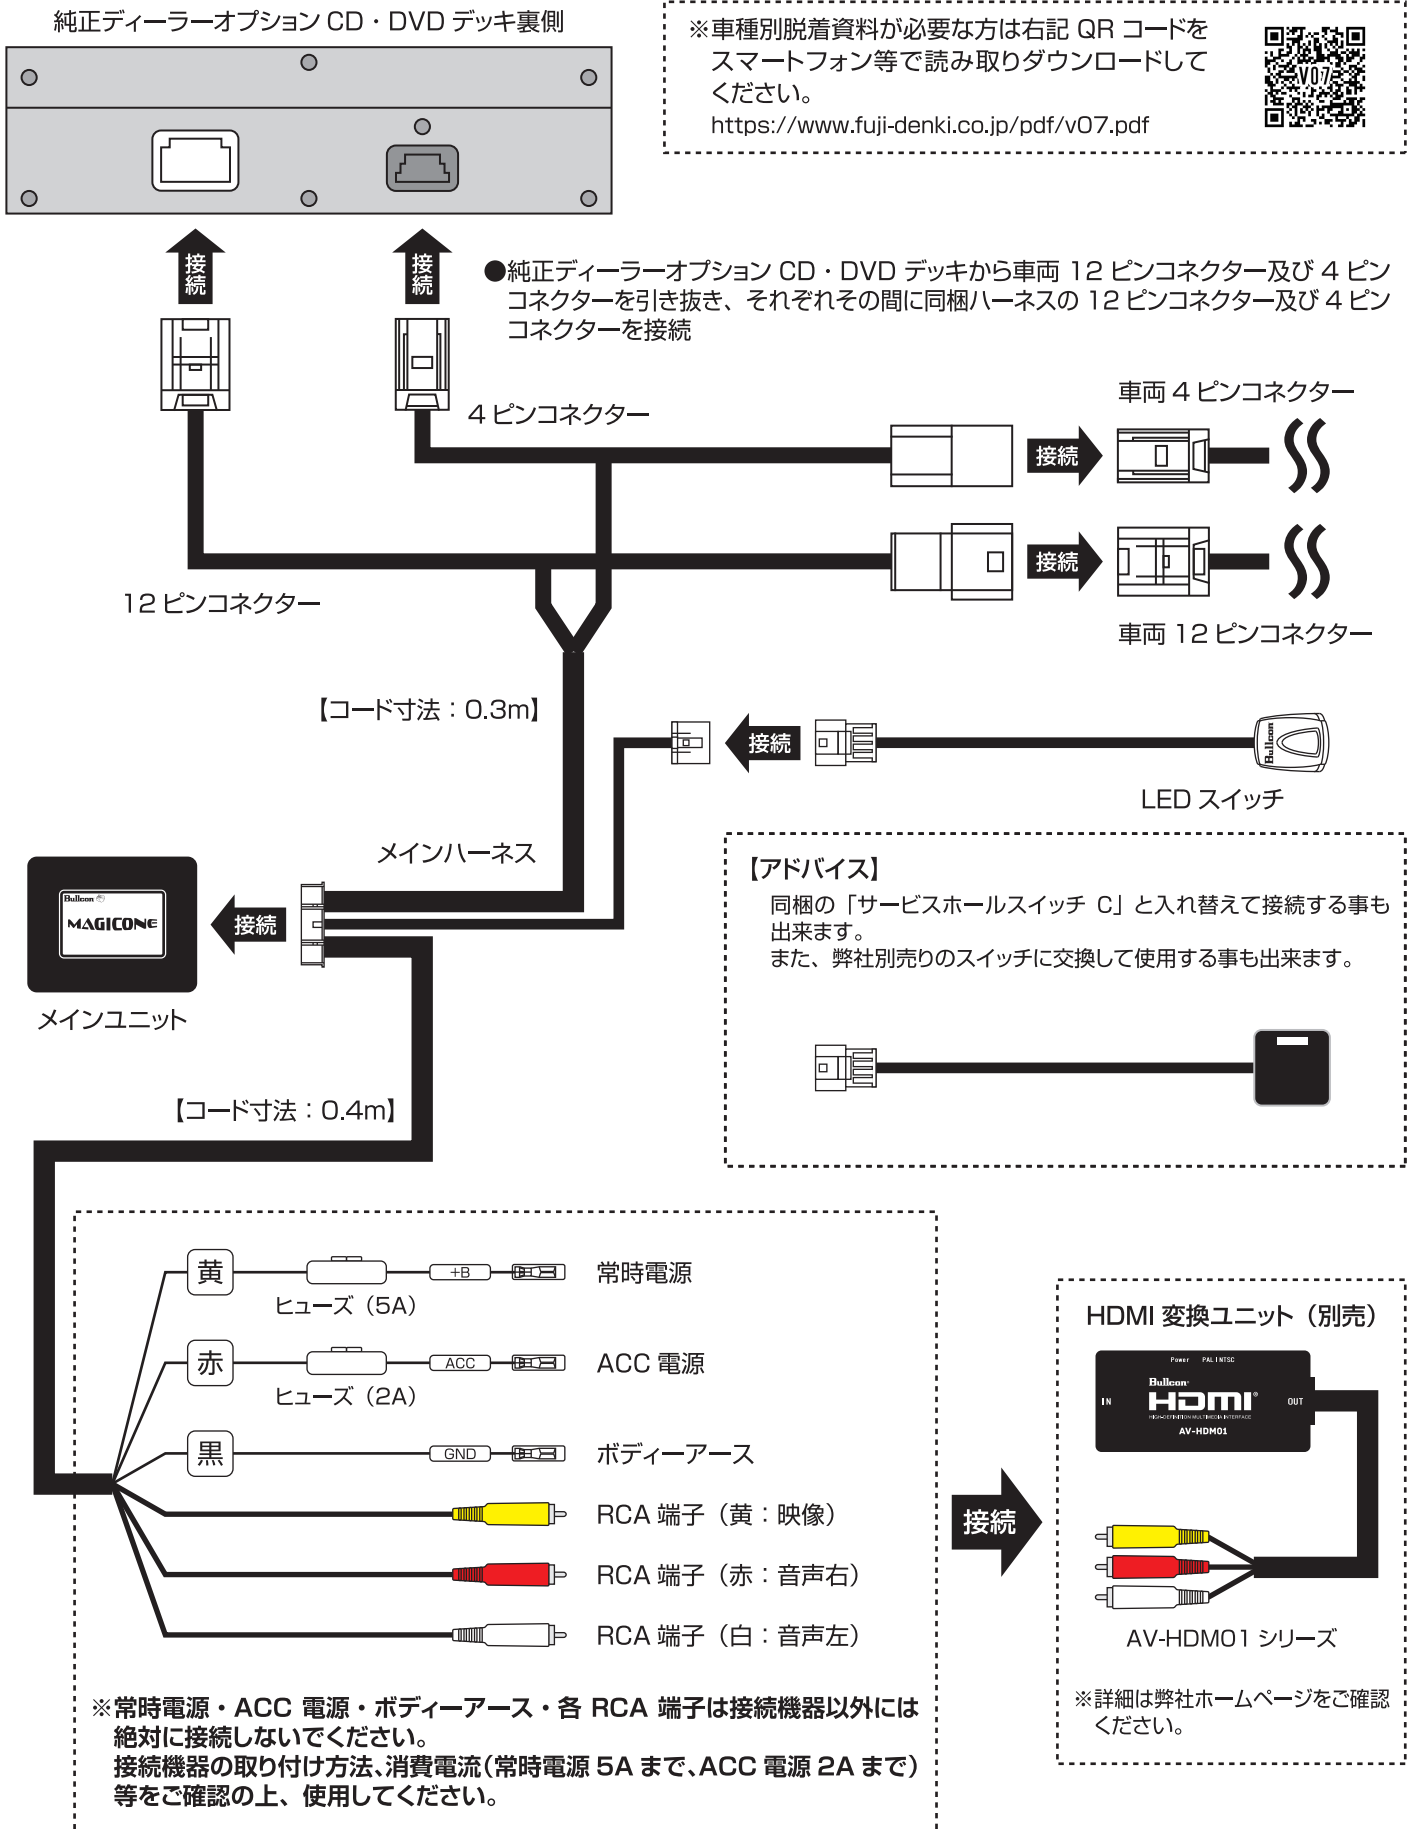 純正ディーラーオプション CD・DVD デッキ裏側
※車種別脱着資料が必要な方は右記 QR コードを
スマートフォン等で読み取りダウンロードして
ください。
https://www.fuji-denki.co.jp/pdf/v07.pdf
V07
接続
接続
●純正ディーラーオプション CD・DVD デッキから車両 12 ピンコネクター及び 4 ピン
コネクターを引き抜き、それぞれその間に同梱ハーネスの 12 ピンコネクター及び 4 ピン
コネクターを接続
4 ピンコネクター
車両 4 ピンコネクター
接続
接続
12 ピンコネクター
車両 12 ピンコネクター
【コード寸法：0.3m】
接続
Bullcon
LED スイッチ
メインハーネス
Bullcon
MAGICONE
接続
メインユニット
【アドバイス】
同梱の「サービスホールスイッチ C」と入れ替えて接続する事も
出来ます。
また、弊社別売りのスイッチに交換して使用する事も出来ます。
【コード寸法：0.4m】
黄
+B
常時電源
ヒューズ（5A）
赤
ACC
ACC 電源
ヒューズ（2A）
黒
GND
ボディーアース
RCA 端子（黄：映像）
RCA 端子（赤：音声右）
RCA 端子（白：音声左）
※常時電源・ACC 電源・ボディーアース・各 RCA 端子は接続機器以外には
絶対に接続しないでください。
接続機器の取り付け方法、消費電流（常時電源 5A まで、ACC 電源 2A まで）
等をご確認の上、使用してください。
接続
HDMI 変換ユニット（別売）
Power PAL | NTSC
Bullcon
IN
HDMI
OUT
HIGH-DEFINITION MULTIMEDIA INTERFACE
AV-HDM01
AV-HDM01 シリーズ
※詳細は弊社ホームページをご確認
ください。